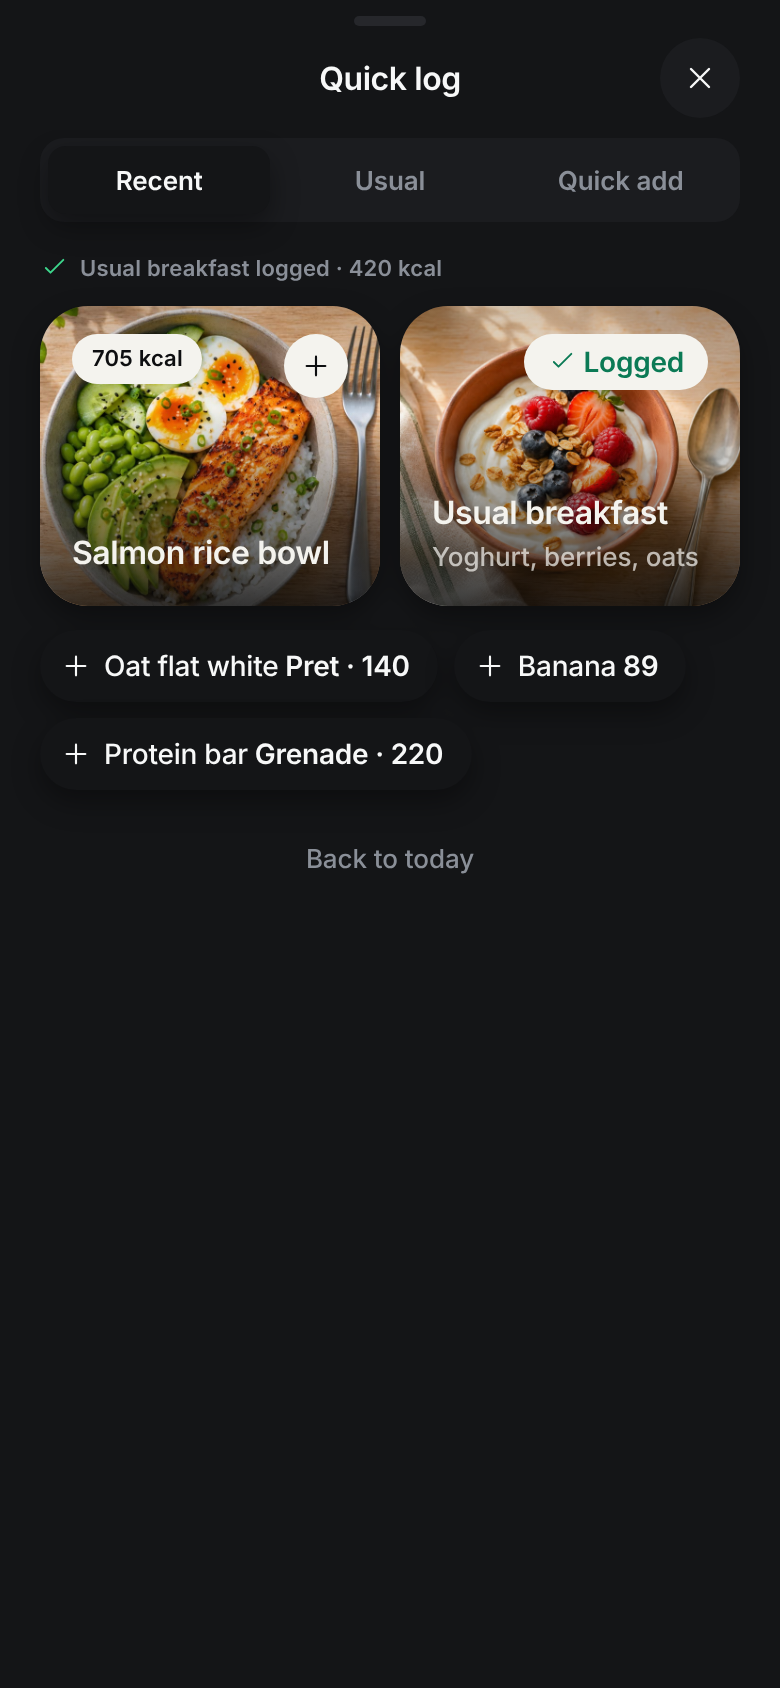 Quick log
Recent
Usual
Quick add
Usual breakfast logged · 420 kcal
705 kcal
Salmon rice bowl
Logged
Usual breakfast
Yoghurt, berries, oats
Oat flat white Pret · 140
Banana 89
Protein bar Grenade · 220
Back to today